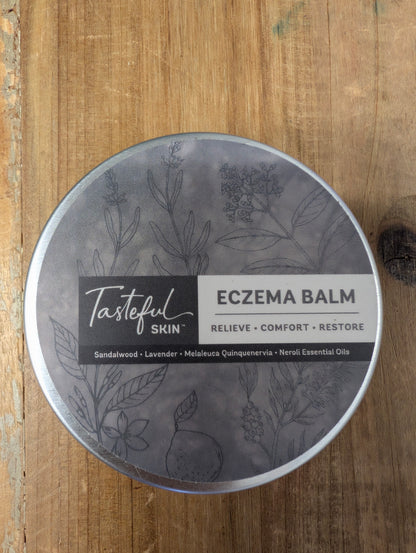 Tasteful
SKIN™
ECZEMA BALM
RELIEVE • COMFORT • RESTORE
Sandalwood • Lavender • Melaleuca Quinquenervia • Neroli Essential Oils